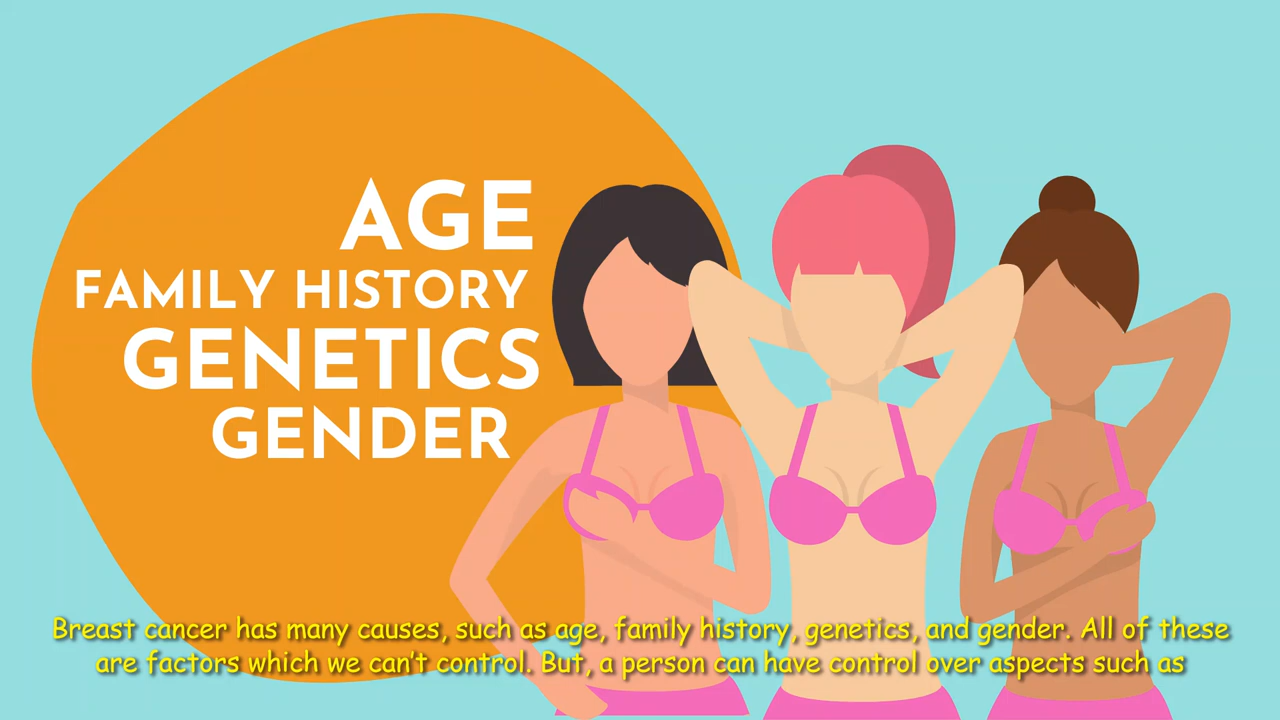 AGE
FAMILY HISTORY
GENETICS
GENDER
Breast cancer has many causes, such as age, family history, genetics, and gender. All of these
are factors which we can't control. But, a person can have control over aspects such as